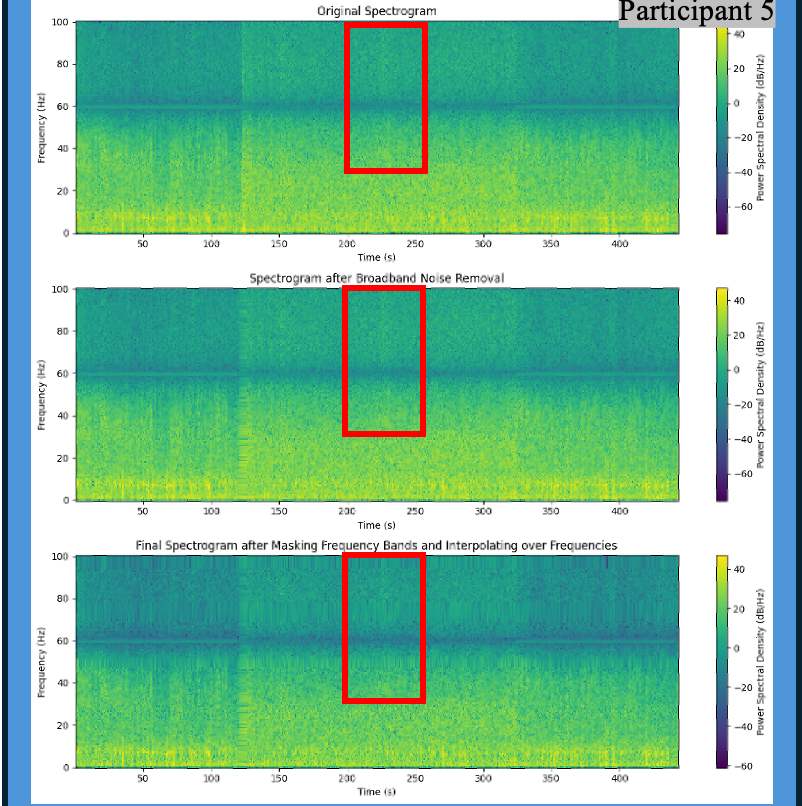 Participant 5
Original Spectrogram
100
80
60
40
20
0
Frequency (Hz)
50 100 150 200 250 300 350 400
Time (s)
40
20
0
−20
−40
−60
Power Spectral Density (dB/Hz)
Spectrogram after Broadband Noise Removal
100
80
60
40
20
0
Frequency (Hz)
50 100 150 200 250 300 350 400
Time (s)
40
20
0
−20
−40
−60
Power Spectral Density (dB/Hz)
Final Spectrogram after Masking Frequency Bands and Interpolating over Frequencies
100
80
60
40
20
0
Frequency (Hz)
50 100 150 200 250 300 350 400
Time (s)
40
20
0
−20
−40
−60
Power Spectral Density (dB/Hz)